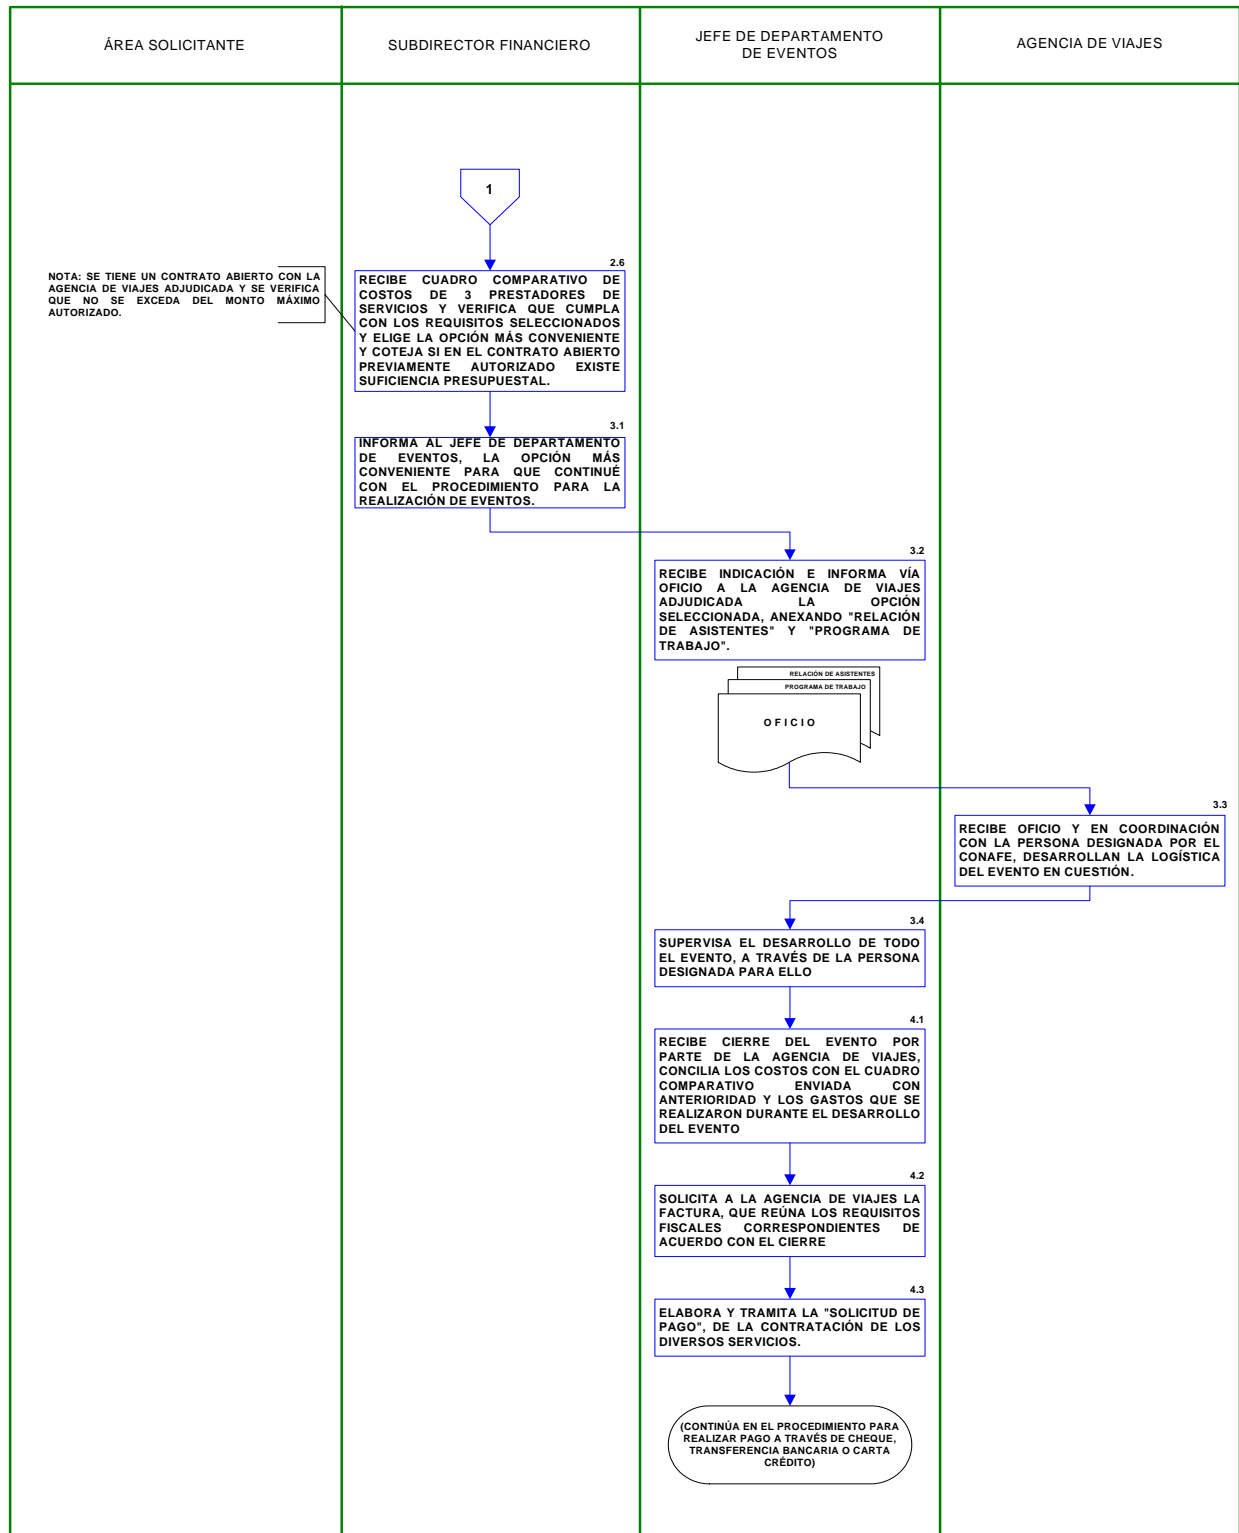 ÁREA SOLICITANTE
SUBDIRECTOR FINANCIERO
JEFE DE DEPARTAMENTO
DE EVENTOS
AGENCIA DE VIAJES
1
NOTA: SE TIENE UN CONTRATO ABIERTO CON LA
AGENCIA DE VIAJES ADJUDICADA Y SE VERIFICA
QUE NO SE EXCEDA DEL MONTO MÁXIMO
AUTORIZADO.
2.6
RECIBE CUADRO COMPARATIVO DE
COSTOS DE 3 PRESTADORES DE
SERVICIOS Y VERIFICA QUE CUMPLA
CON LOS REQUISITOS SELECCIONADOS
Y ELIGE LA OPCIÓN MÁS CONVENIENTE
Y COTEJA SI EN EL CONTRATO ABIERTO
PREVIAMENTE AUTORIZADO EXISTE
SUFICIENCIA PRESUPUESTAL.
3.1
INFORMA AL JEFE DE DEPARTAMENTO
DE EVENTOS, LA OPCIÓN MÁS
CONVENIENTE PARA QUE CONTINUÉ
CON EL PROCEDIMIENTO PARA LA
REALIZACIÓN DE EVENTOS.
3.2
RECIBE INDICACIÓN E INFORMA VÍA
OFICIO A LA AGENCIA DE VIAJES
ADJUDICADA LA OPCIÓN
SELECCIONADA, ANEXANDO "RELACIÓN
DE ASISTENTES" Y "PROGRAMA DE
TRABAJO".
RELACIÓN DE ASISTENTES
PROGRAMA DE TRABAJO
O F I C I O
3.3
RECIBE OFICIO Y EN COORDINACIÓN
CON LA PERSONA DESIGNADA POR EL
CONAFE, DESARROLLAN LA LOGÍSTICA
DEL EVENTO EN CUESTIÓN.
3.4
SUPERVISA EL DESARROLLO DE TODO
EL EVENTO, A TRAVÉS DE LA PERSONA
DESIGNADA PARA ELLO
4.1
RECIBE CIERRE DEL EVENTO POR
PARTE DE LA AGENCIA DE VIAJES,
CONCILIA LOS COSTOS CON EL CUADRO
COMPARATIVO ENVIADA CON
ANTERIORIDAD Y LOS GASTOS QUE SE
REALIZARON DURANTE EL DESARROLLO
DEL EVENTO
4.2
SOLICITA A LA AGENCIA DE VIAJES LA
FACTURA, QUE REÚNA LOS REQUISITOS
FISCALES CORRESPONDIENTES DE
ACUERDO CON EL CIERRE
4.3
ELABORA Y TRAMITA LA "SOLICITUD DE
PAGO", DE LA CONTRATACIÓN DE LOS
DIVERSOS SERVICIOS.
(CONTINÚA EN EL PROCEDIMIENTO PARA
REALIZAR PAGO A TRAVÉS DE CHEQUE,
TRANSFERENCIA BANCARIA O CARTA
CRÉDITO)